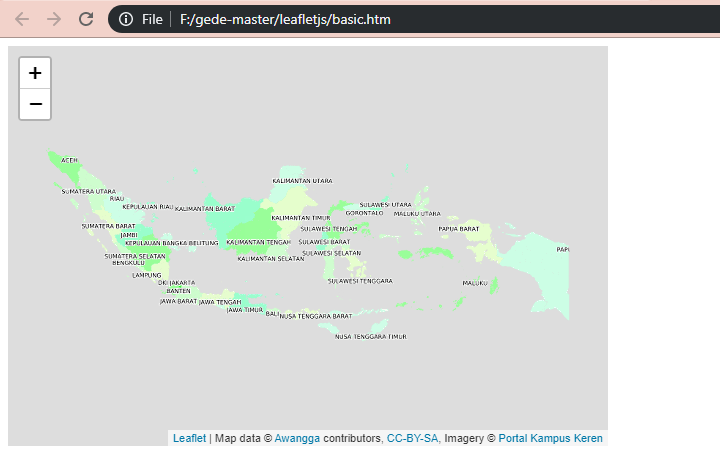 File F:/gede-master/leafletjs/basic.htm
+
−
ACEH
KALIMANTAN UTARA
SUMATERA UTARA
RIAU
KEPULAUAN RIAU
KALIMANTAN BARAT
SULAWESI UTARA
GORONTALO
MALUKU UTARA
KALIMANTAN TIMUR
SUMATERA BARAT
JAMBI
SULAWESI TENGAH
PAPUA BARAT
KEPULAUAN BANGKA BELITUNG
KALIMANTAN TENGAH
SULAWESI BARAT
PAPI
SUMATERA SELATAN
BENGKULU
KALIMANTAN SELATAN
SULAWESI SELATAN
LAMPUNG
DKI JAKARTA
SULAWESI TENGGARA
MALUKU
BANTEN
JAWA BARAT
JAWA TENGAH
JAWA TIMUR
BALI
NUSA TENGGARA BARAT
NUSA TENGGARA TIMUR
Leaflet | Map data © Awangga contributors, CC-BY-SA, Imagery © Portal Kampus Keren